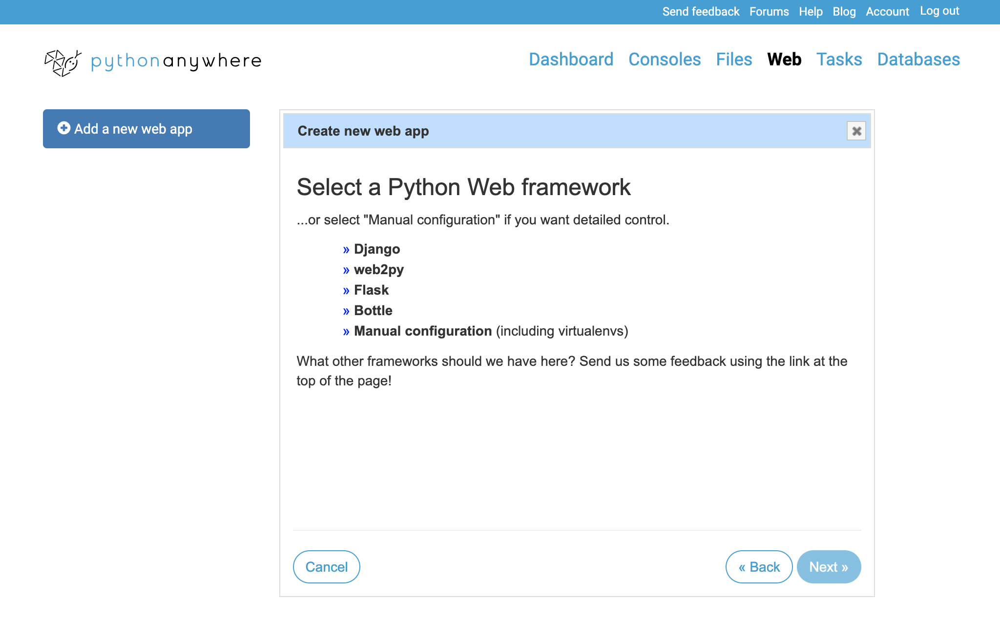 Send feedback Forums Help Blog Account Log out
pythonanywhere
Dashboard Consoles Files Web Tasks Databases
Add a new web app
Create new web app
Select a Python Web framework
...or select "Manual configuration" if you want detailed control.
» Django
» web2py
» Flask
» Bottle
» Manual configuration (including virtualenvs)
What other frameworks should we have here? Send us some feedback using the link at the
top of the page!
Cancel
« Back
Next »